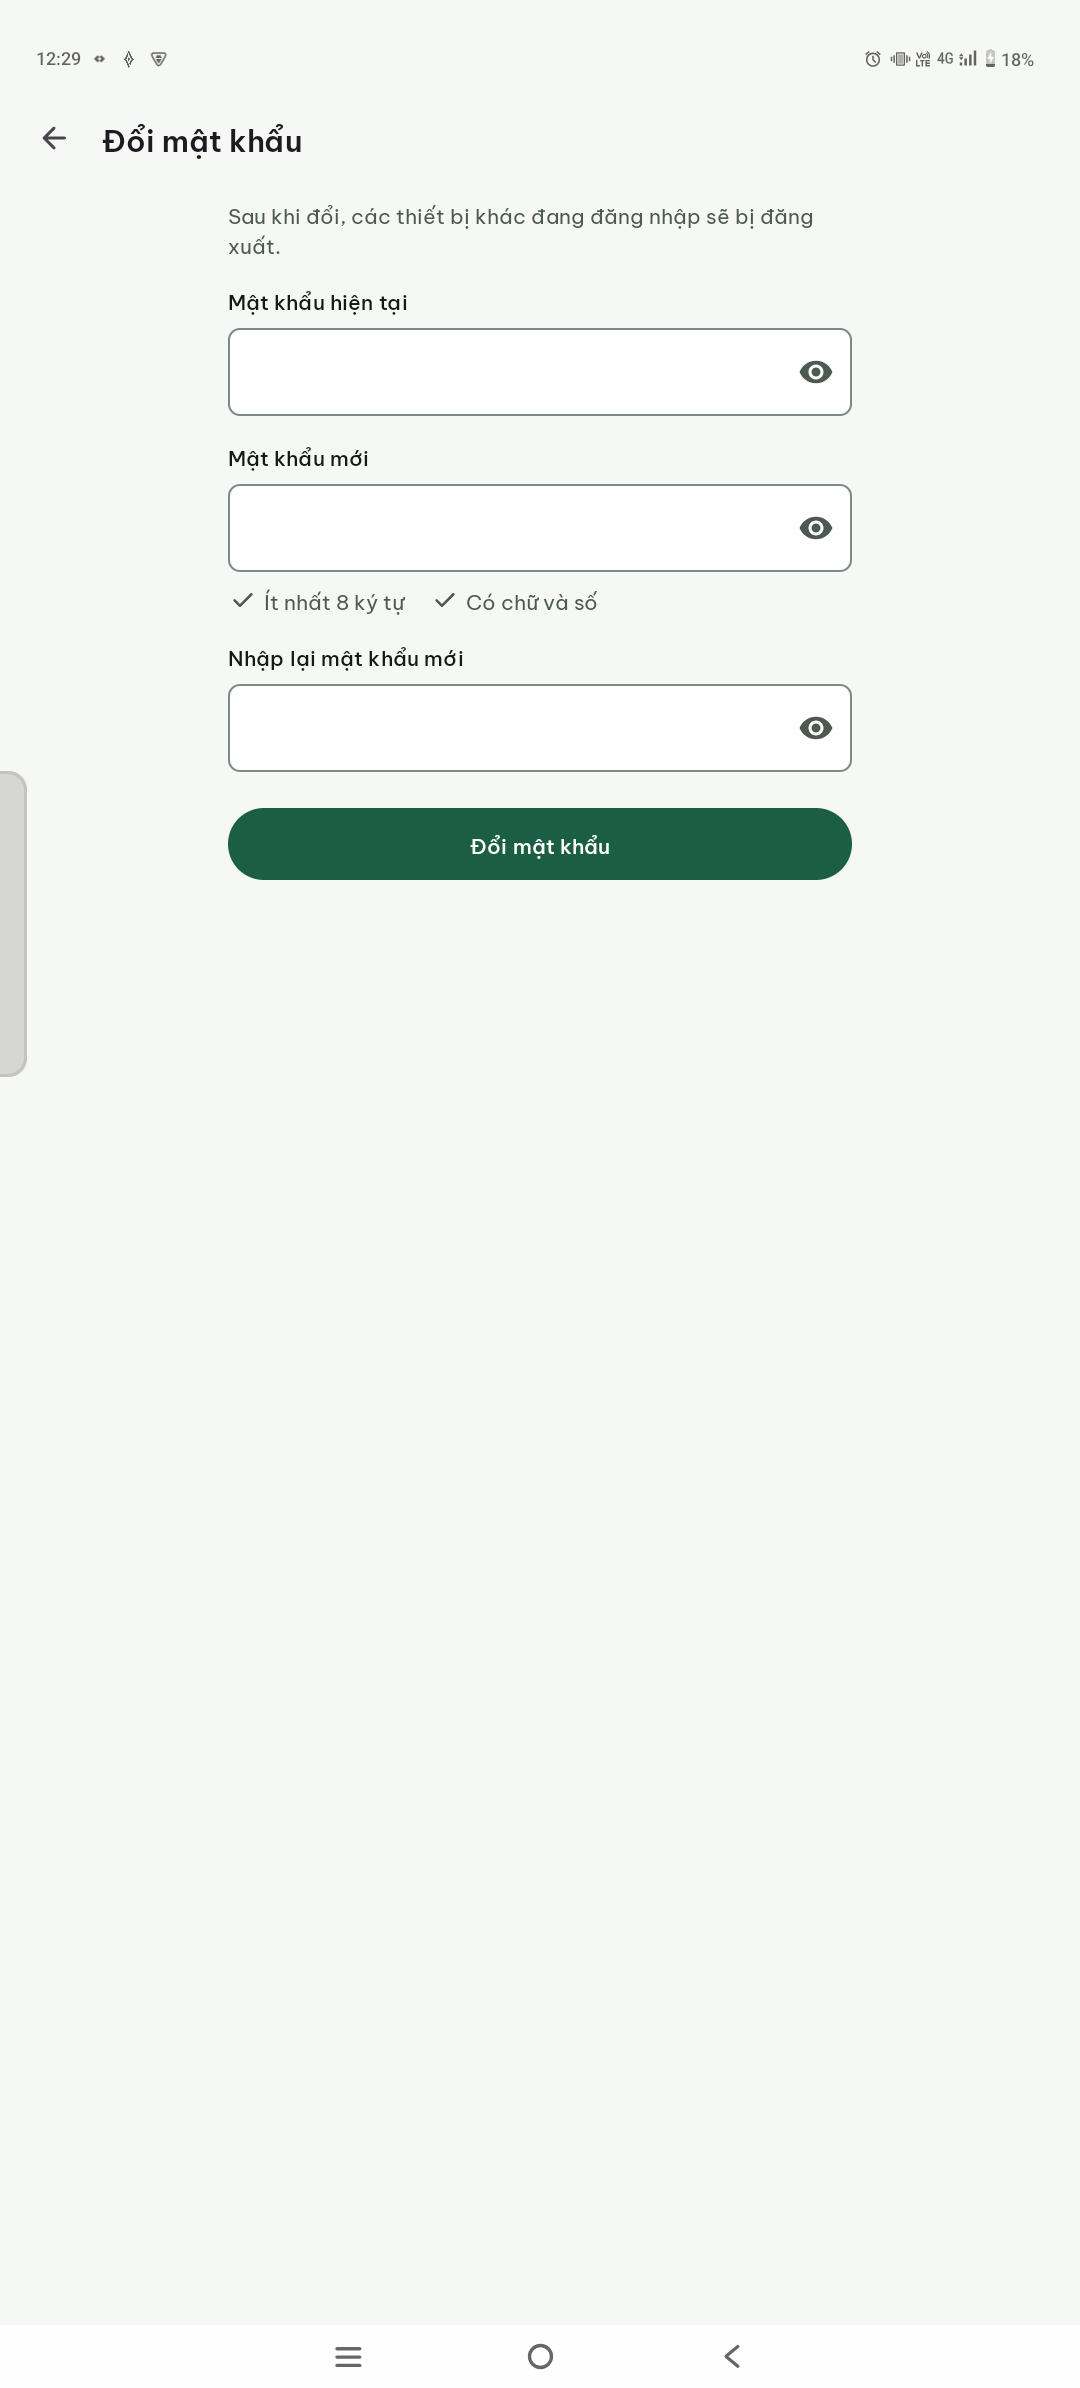 12:29
VoLTE 4G 18%
Đổi mật khẩu
Sau khi đổi, các thiết bị khác đang đăng nhập sẽ bị đăng
xuất.
Mật khẩu hiện tại
Mật khẩu mới
Ít nhất 8 ký tự Có chữ và số
Nhập lại mật khẩu mới
Đổi mật khẩu